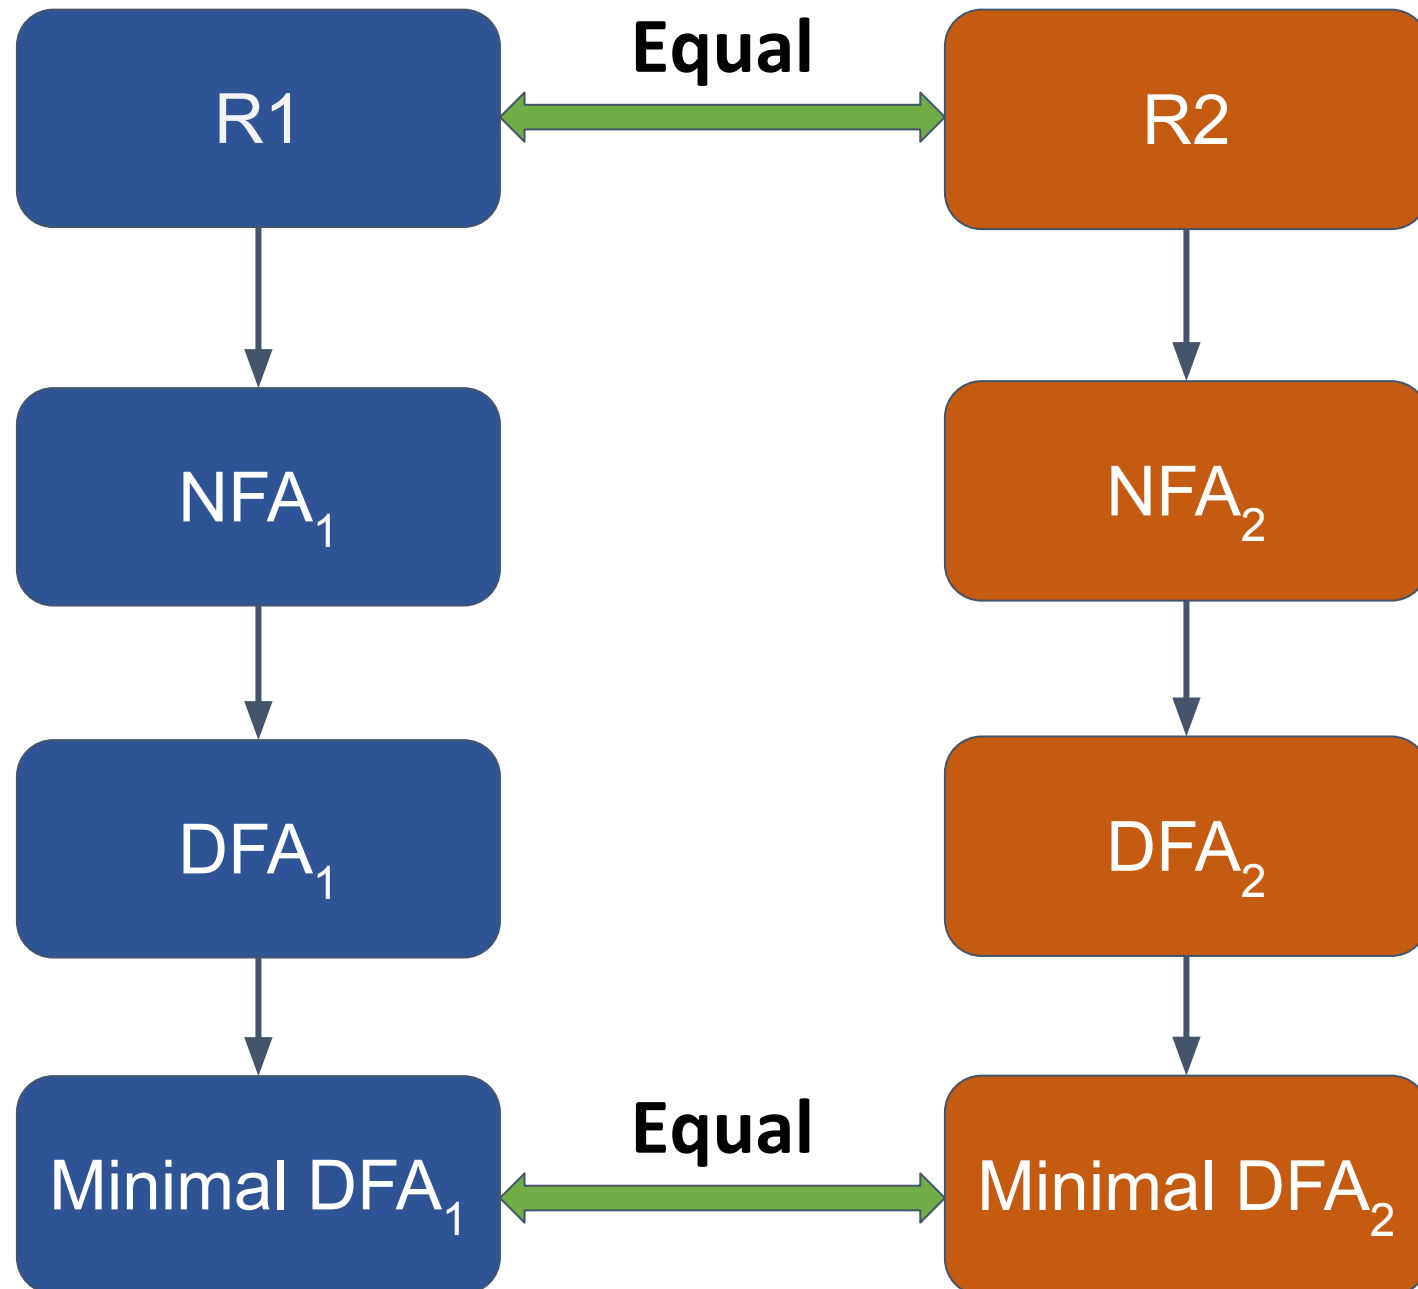 R1
Equal
R2
NFA₁
NFA₂
DFA₁
DFA₂
Minimal DFA₁
Equal
Minimal DFA₂